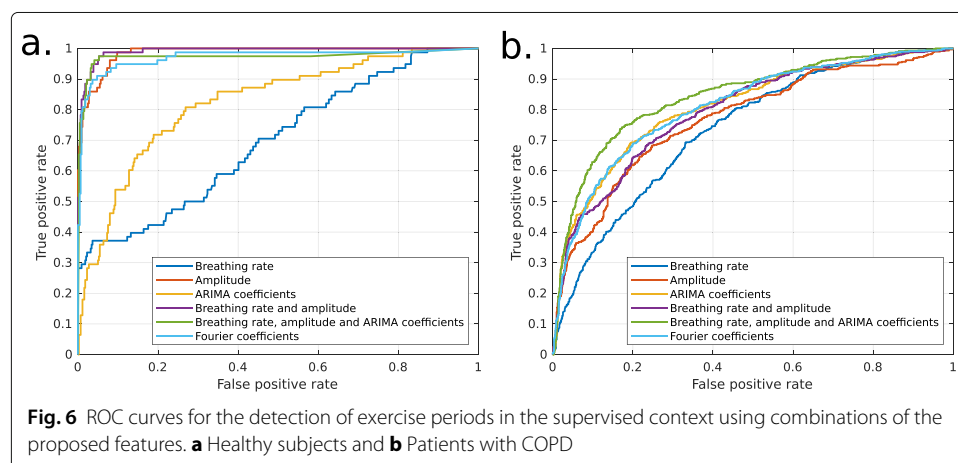 a.
1
0.9
0.8
0.7
0.6
0.5
0.4
0.3
0.2
0.1
0
True positive rate
0
0.2
0.4
0.6
0.8
1
False positive rate
Breathing rate
Amplitude
ARIMA coefficients
Breathing rate and amplitude
Breathing rate, amplitude and ARIMA coefficients
Fourier coefficients
b.
1
0.9
0.8
0.7
0.6
0.5
0.4
0.3
0.2
0.1
0
True positive rate
0
0.2
0.4
0.6
0.8
1
False positive rate
Breathing rate
Amplitude
ARIMA coefficients
Breathing rate and amplitude
Breathing rate, amplitude and ARIMA coefficients
Fourier coefficients
Fig. 6 ROC curves for the detection of exercise periods in the supervised context using combinations of the
proposed features. a Healthy subjects and b Patients with COPD